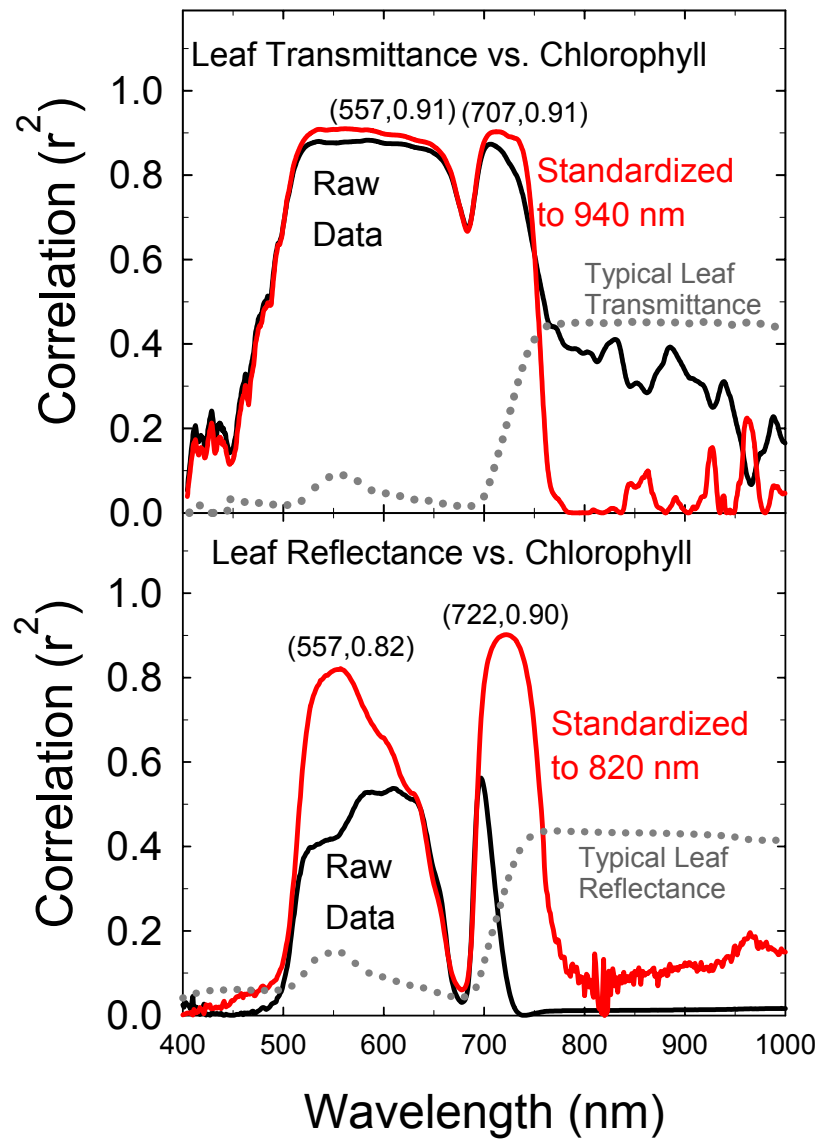 Leaf Transmittance vs. Chlorophyll
Correlation (r²)
1.0
0.8
0.6
0.4
0.2
0.0
(557,0.91)
(707,0.91)
Raw
Data
Standardized
to 940 nm
Typical Leaf
Transmittance
Leaf Reflectance vs. Chlorophyll
Correlation (r²)
1.0
0.8
0.6
0.4
0.2
0.0
(557,0.82)
(722,0.90)
Raw
Data
Standardized
to 820 nm
Typical Leaf
Reflectance
400 500 600 700 800 900 1000
Wavelength (nm)